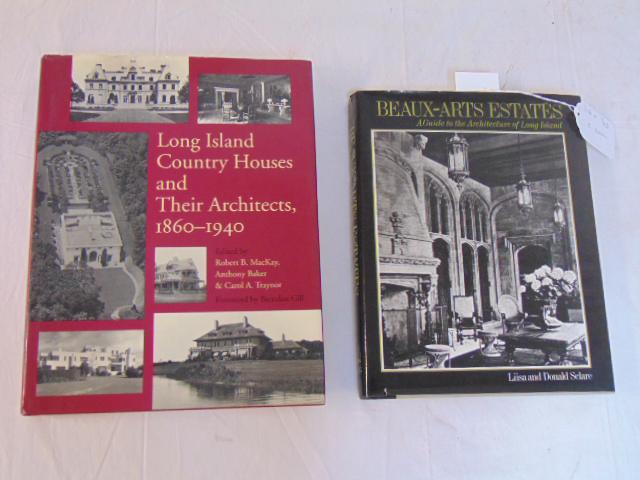 Long Island
Country Houses
and
Their Architects,
1860–1940
Edited by
Robert B. MacKay,
Anthony Baker
& Carol A. Traynor
Foreword by Brendan Gill
BEAUX-ARTS ESTATES
A Guide to the Architecture of Long Island
Liisa and Donald Sclare